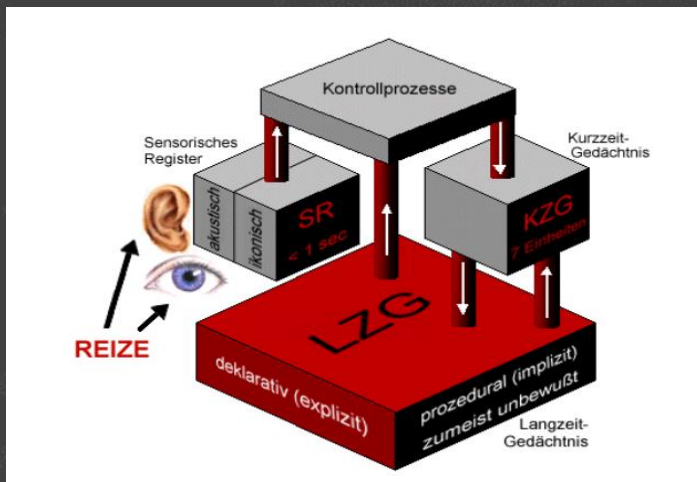 Kontrollprozesse
Sensorisches
Register
Kurzzeit-
Gedächtnis
akustisch
ikonisch
SR
< 1 sec
KZG
7 Einheiten
REIZE
LZG
deklarativ (explizit)
prozedural (implizit)
zumeist unbewußt
Langzeit-
Gedächtnis